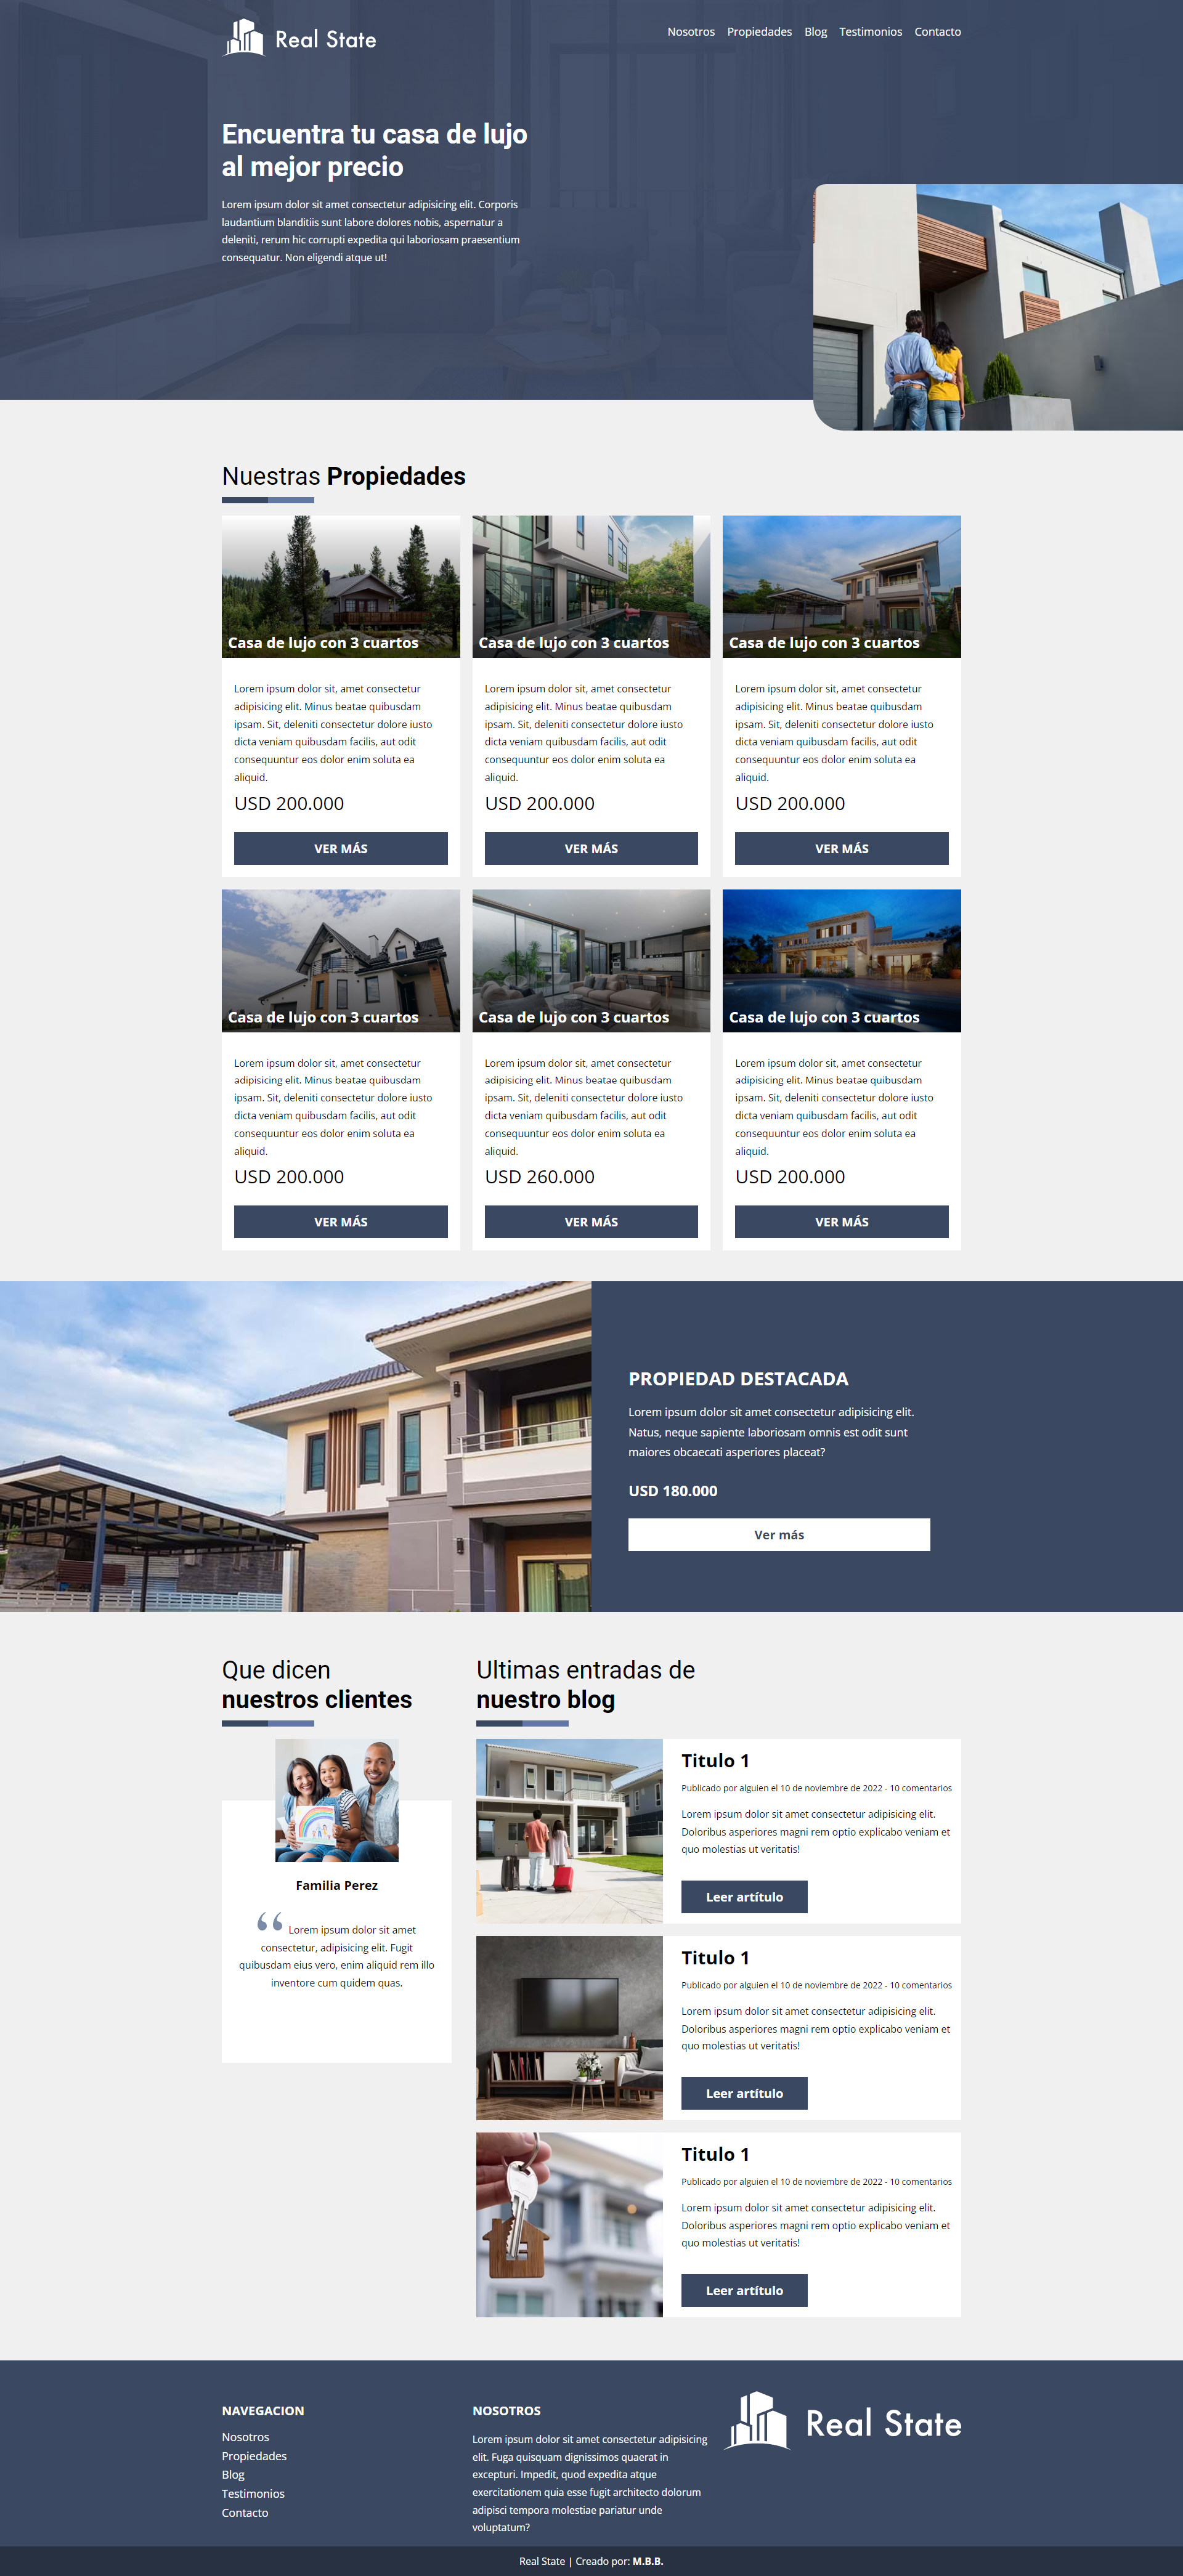 Real State
Nosotros Propiedades Blog Testimonios Contacto
Encuentra tu casa de lujo
al mejor precio
Lorem ipsum dolor sit amet consectetur adipisicing elit. Corporis
laudantium blanditiis sunt labore dolores nobis, aspernatur a
deleniti, rerum hic corrupti expedita qui laboriosam praesentium
consequatur. Non eligendi atque ut!
Nuestras Propiedades
Casa de lujo con 3 cuartos
Lorem ipsum dolor sit, amet consectetur
adipisicing elit. Minus beatae quibusdam
ipsam. Sit, deleniti consectetur dolore iusto
dicta veniam quibusdam facilis, aut odit
consequuntur eos dolor enim soluta ea
aliquid.
USD 200.000
VER MÁS
Casa de lujo con 3 cuartos
Lorem ipsum dolor sit, amet consectetur
adipisicing elit. Minus beatae quibusdam
ipsam. Sit, deleniti consectetur dolore iusto
dicta veniam quibusdam facilis, aut odit
consequuntur eos dolor enim soluta ea
aliquid.
USD 200.000
VER MÁS
Casa de lujo con 3 cuartos
Lorem ipsum dolor sit, amet consectetur
adipisicing elit. Minus beatae quibusdam
ipsam. Sit, deleniti consectetur dolore iusto
dicta veniam quibusdam facilis, aut odit
consequuntur eos dolor enim soluta ea
aliquid.
USD 200.000
VER MÁS
Casa de lujo con 3 cuartos
Lorem ipsum dolor sit, amet consectetur
adipisicing elit. Minus beatae quibusdam
ipsam. Sit, deleniti consectetur dolore iusto
dicta veniam quibusdam facilis, aut odit
consequuntur eos dolor enim soluta ea
aliquid.
USD 200.000
VER MÁS
Casa de lujo con 3 cuartos
Lorem ipsum dolor sit, amet consectetur
adipisicing elit. Minus beatae quibusdam
ipsam. Sit, deleniti consectetur dolore iusto
dicta veniam quibusdam facilis, aut odit
consequuntur eos dolor enim soluta ea
aliquid.
USD 260.000
VER MÁS
Casa de lujo con 3 cuartos
Lorem ipsum dolor sit, amet consectetur
adipisicing elit. Minus beatae quibusdam
ipsam. Sit, deleniti consectetur dolore iusto
dicta veniam quibusdam facilis, aut odit
consequuntur eos dolor enim soluta ea
aliquid.
USD 200.000
VER MÁS
PROPIEDAD DESTACADA
Lorem ipsum dolor sit amet consectetur adipisicing elit.
Natus, neque sapiente laboriosam omnis est odit sunt
maiores obcaecati asperiores placeat?
USD 180.000
Ver más
Que dicen
nuestros clientes
Familia Perez
“ Lorem ipsum dolor sit amet
consectetur, adipisicing elit. Fugit
quibusdam eius vero, enim aliquid rem illo
inventore cum quidem quas.
Ultimas entradas de
nuestro blog
Titulo 1
Publicado por alguien el 10 de noviembre de 2022 - 10 comentarios
Lorem ipsum dolor sit amet consectetur adipisicing elit.
Doloribus asperiores magni rem optio explicabo veniam et
quo molestias ut veritatis!
Leer artítulo
Titulo 1
Publicado por alguien el 10 de noviembre de 2022 - 10 comentarios
Lorem ipsum dolor sit amet consectetur adipisicing elit.
Doloribus asperiores magni rem optio explicabo veniam et
quo molestias ut veritatis!
Leer artítulo
Titulo 1
Publicado por alguien el 10 de noviembre de 2022 - 10 comentarios
Lorem ipsum dolor sit amet consectetur adipisicing elit.
Doloribus asperiores magni rem optio explicabo veniam et
quo molestias ut veritatis!
Leer artítulo
NAVEGACION
Nosotros
Propiedades
Blog
Testimonios
Contacto
NOSOTROS
Lorem ipsum dolor sit amet consectetur adipisicing
elit. Fuga quisquam dignissimos quaerat in
excepturi. Impedit, quod expedita atque
exercitationem quia esse fugit architecto dolorum
adipisci tempora molestiae pariatur unde
voluptatum?
Real State
Real State | Creado por: M.B.B.